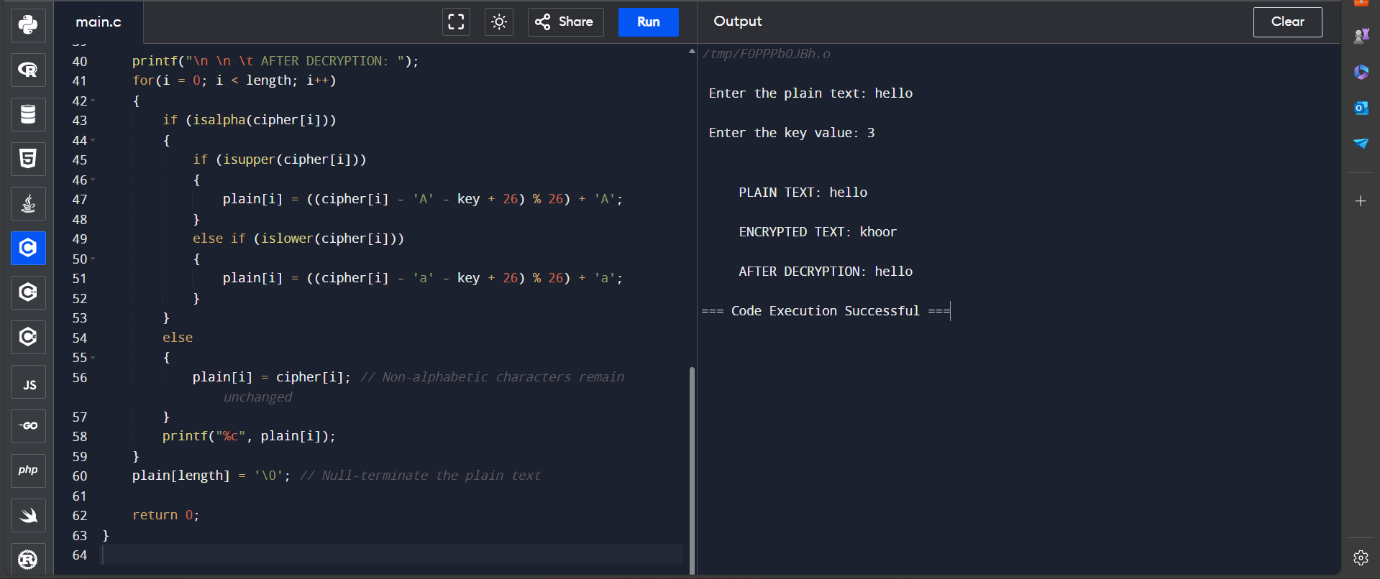 main.c
Share
Run
Output
Clear
39
40 printf("\n \n \t AFTER DECRYPTION: ");
41 for(i = 0; i < length; i++)
42 {
43 if (isalpha(cipher[i]))
44 {
45 if (isupper(cipher[i]))
46 {
47 plain[i] = ((cipher[i] - 'A' - key + 26) % 26) + 'A';
48 }
49 else if (islower(cipher[i]))
50 {
51 plain[i] = ((cipher[i] - 'a' - key + 26) % 26) + 'a';
52 }
53 }
54 else
55 {
56 plain[i] = cipher[i]; // Non-alphabetic characters remain
unchanged
57 }
58 printf("%c", plain[i]);
59 }
60 plain[length] = '\0'; // Null-terminate the plain text
61
62 return 0;
63 }
64
/tmp/F0PPPbOJBh.o
Enter the plain text: hello
Enter the key value: 3
PLAIN TEXT: hello
ENCRYPTED TEXT: khoor
AFTER DECRYPTION: hello
=== Code Execution Successful ===
JS
GO
php